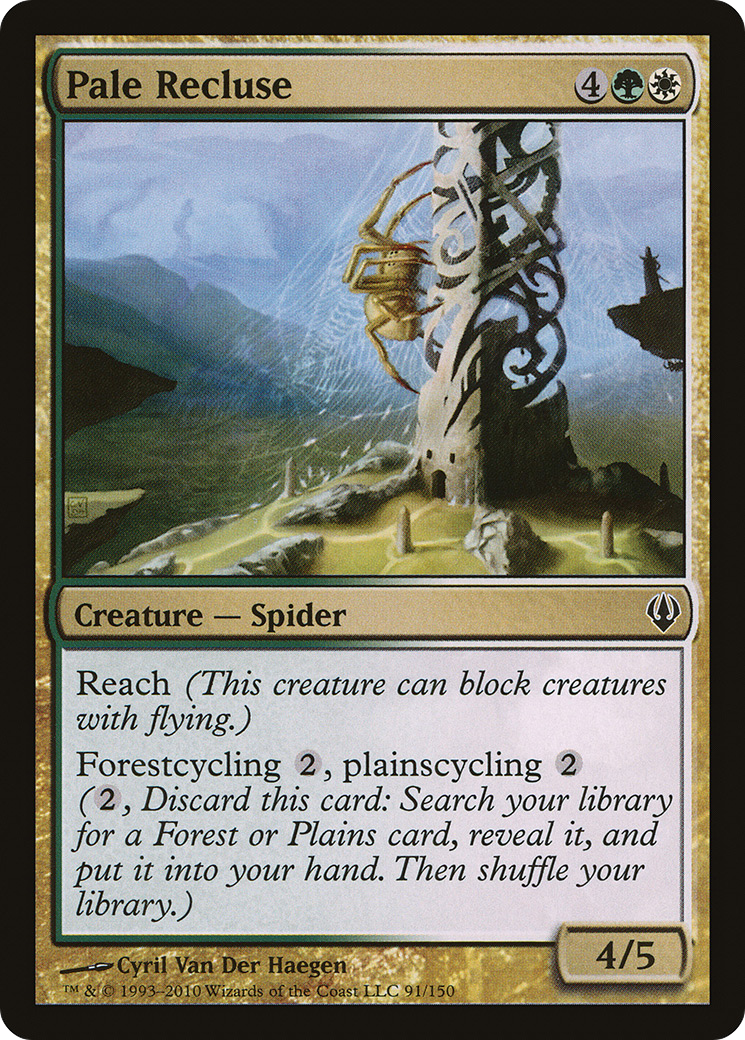 Pale Recluse 4
Creature — Spider
Reach (This creature can block creatures
with flying.)
Forestcycling 2, plainscycling 2
(2, Discard this card: Search your library
for a Forest or Plains card, reveal it, and
put it into your hand. Then shuffle your
library.)
4/5
Cyril Van Der Haegen
™ & © 1993–2010 Wizards of the Coast LLC 91/150